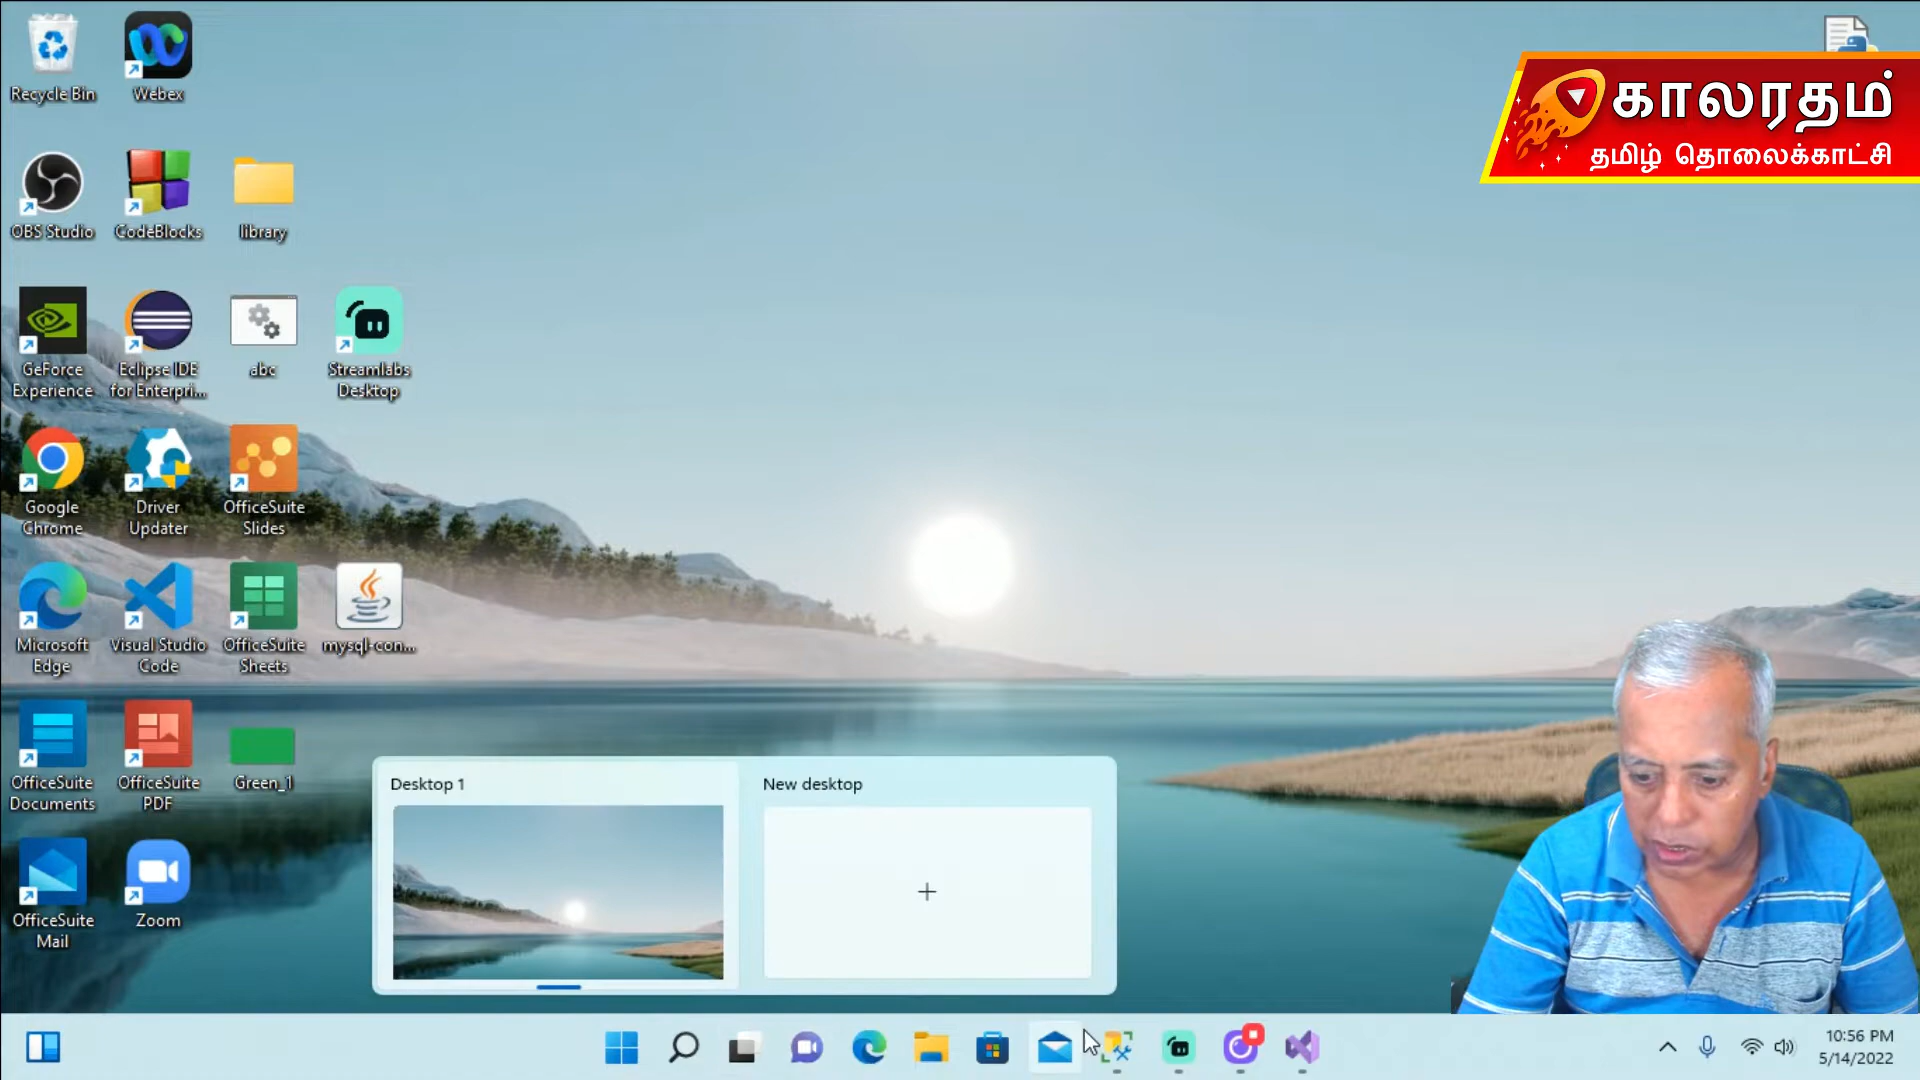 Recycle Bin
Webex
காலரதம்
தமிழ் தொலைக்காட்சி
OBS Studio
CodeBlocks
library
GeForce
Experience
Eclipse IDE
for Enterpri...
abc
Streamlabs
Desktop
Google
Chrome
Driver
Updater
OfficeSuite
Slides
Microsoft
Edge
Visual Studio
Code
OfficeSuite
Sheets
mysql-con...
OfficeSuite
Documents
OfficeSuite
PDF
Green_1
OfficeSuite
Mail
Zoom
Desktop 1
New desktop
10:56 PM
5/14/2022